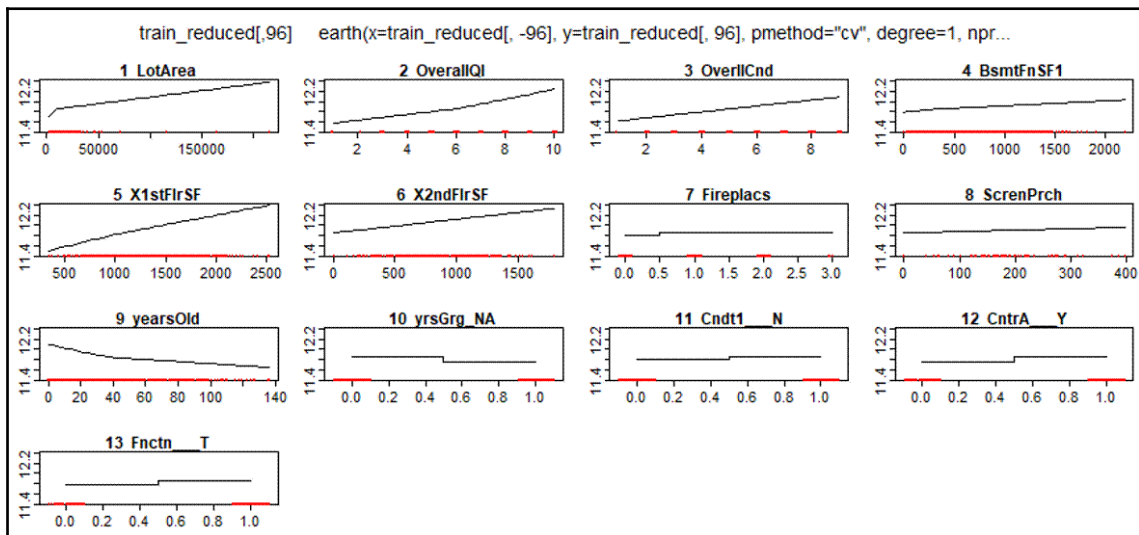 train_reduced[,96] earth(x=train_reduced[, -96], y=train_reduced[, 96], pmethod="cv", degree=1, npr...
1 LotArea
12.2
11.4
0 50000 150000
2 OverallQl
12.2
11.4
2 4 6 8 10
3 OverllCnd
12.2
11.4
2 4 6 8
4 BsmtFnSF1
12.2
11.4
0 500 1000 1500 2000
5 X1stFlrSF
12.2
11.4
500 1000 1500 2000 2500
6 X2ndFlrSF
12.2
11.4
0 500 1000 1500
7 Fireplacs
12.2
11.4
0.0 0.5 1.0 1.5 2.0 2.5 3.0
8 ScrenPrch
12.2
11.4
0 100 200 300 400
9 yearsOld
12.2
11.4
0 20 40 60 80 100 140
10 yrsGrg_NA
12.2
11.4
0.0 0.2 0.4 0.6 0.8 1.0
11 Cndt1___N
12.2
11.4
0.0 0.2 0.4 0.6 0.8 1.0
12 CntrA___Y
12.2
11.4
0.0 0.2 0.4 0.6 0.8 1.0
13 Fnctn___T
12.2
11.4
0.0 0.2 0.4 0.6 0.8 1.0